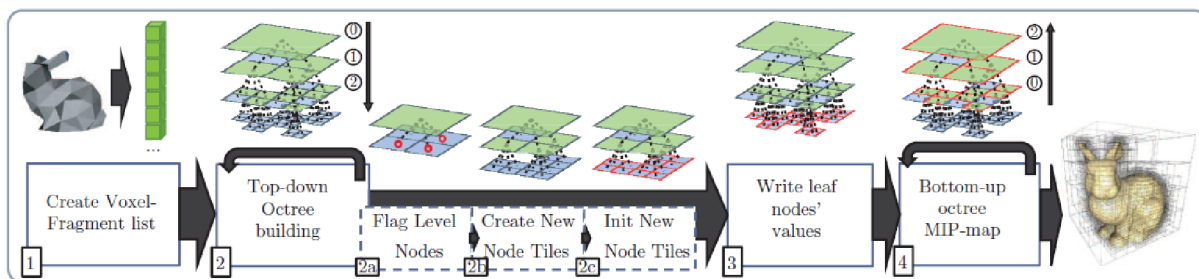 0
1
2
2
1
0
...
Create Voxel-
Fragment list
1
Top-down
Octree
building
2
Flag Level
Nodes
2a
Create New
Node Tiles
2b
Init New
Node Tiles
2c
Write leaf
nodes'
values
3
Bottom-up
octree
MIP-map
4